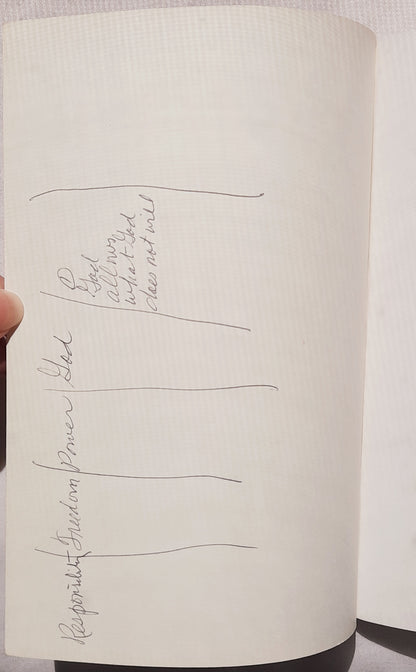 Responsibility Freedom Power God
God
allows
what God
does not will